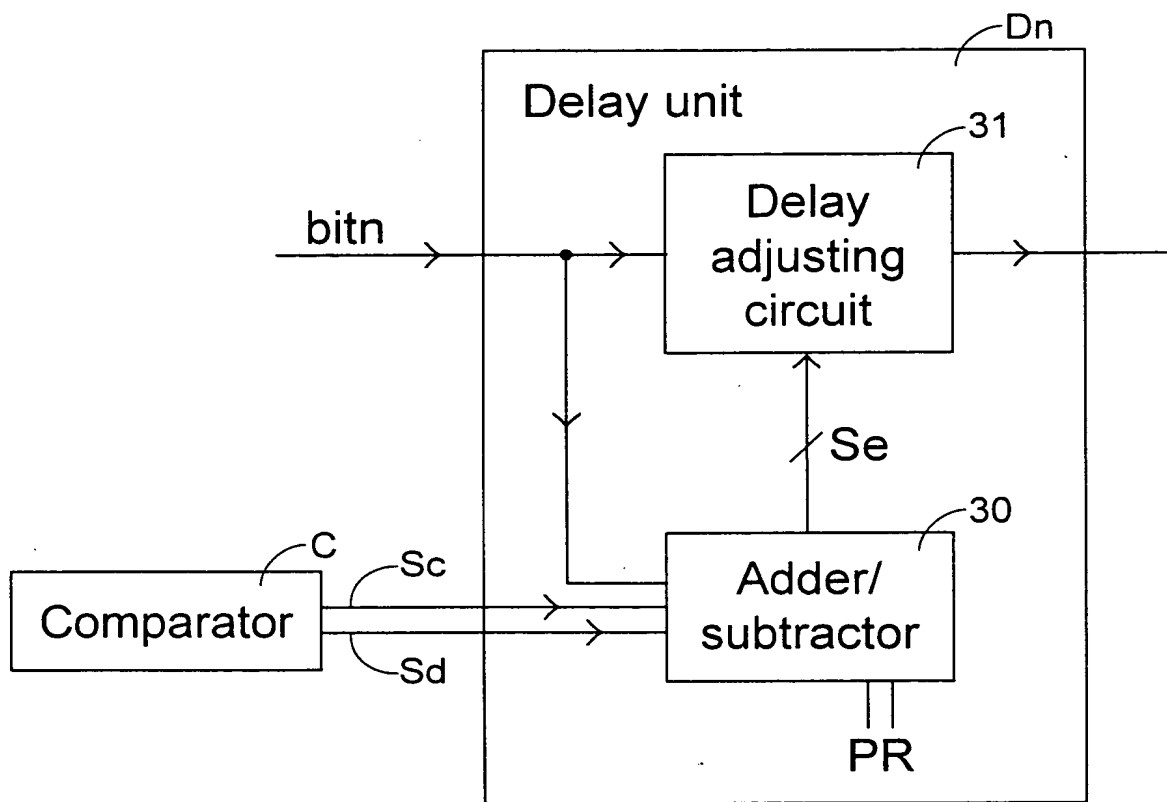 Dn
Delay unit
31
Delay
adjusting
circuit
bitn
Se
30
C
Sc
Comparator
Adder/
subtractor
Sd
PR